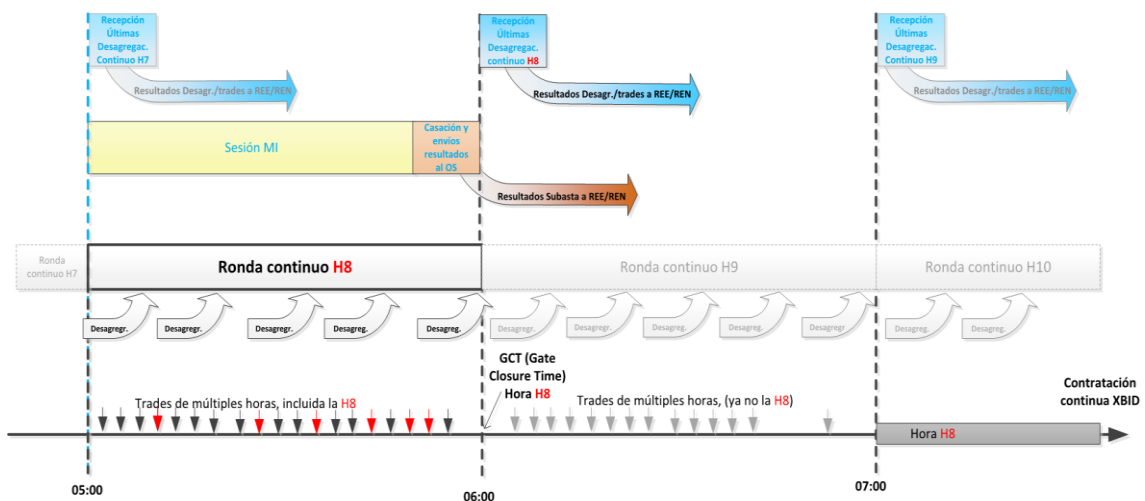 Recepción
Últimas
Desagregac.
Continuo H7
Recepción
Últimas
Desagregac.
continuo H8
Recepción
Últimas
Desagregac.
Continuo H9
Resultados Desagr./trades a REE/REN
Resultados Desagr./trades a REE/REN
Resultados Desagr./trades a REE/REN
Sesión MI
Casación y
envíos
resultados
al OS
Resultados Subasta a REE/REN
Ronda
continuo H7
Ronda continuo H8
Ronda continuo H9
Ronda continuo H10
Desagregr.
Desagregr.
Desagregr.
Desagreg.
Desagreg.
Desagreg.
Desagreg.
Desagreg.
Desagreg.
Desagregr
Desagreg.
Desagreg.
GCT (Gate
Closure Time)
Hora H8
Trades de múltiples horas, incluida la H8
Trades de múltiples horas, (ya no la H8)
Contratación
continua XBID
Hora H8
05:00
06:00
07:00